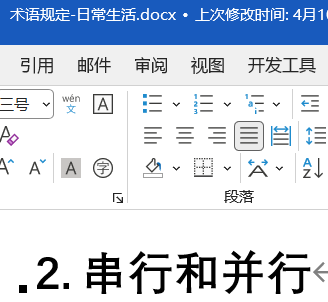 术语规定-日常生活.docx • 上次修改时间: 4月1
引用 邮件 审阅 视图 开发工具
三号 wén 文 A
A A A 字
段落
2. 串行和并行